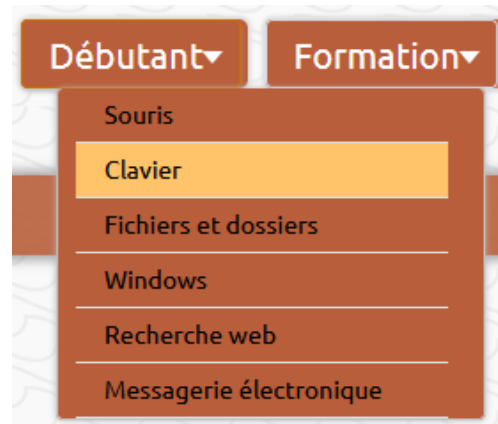 Débutant▾ Formation▾
Souris
Clavier
Fichiers et dossiers
Windows
Recherche web
Messagerie électronique